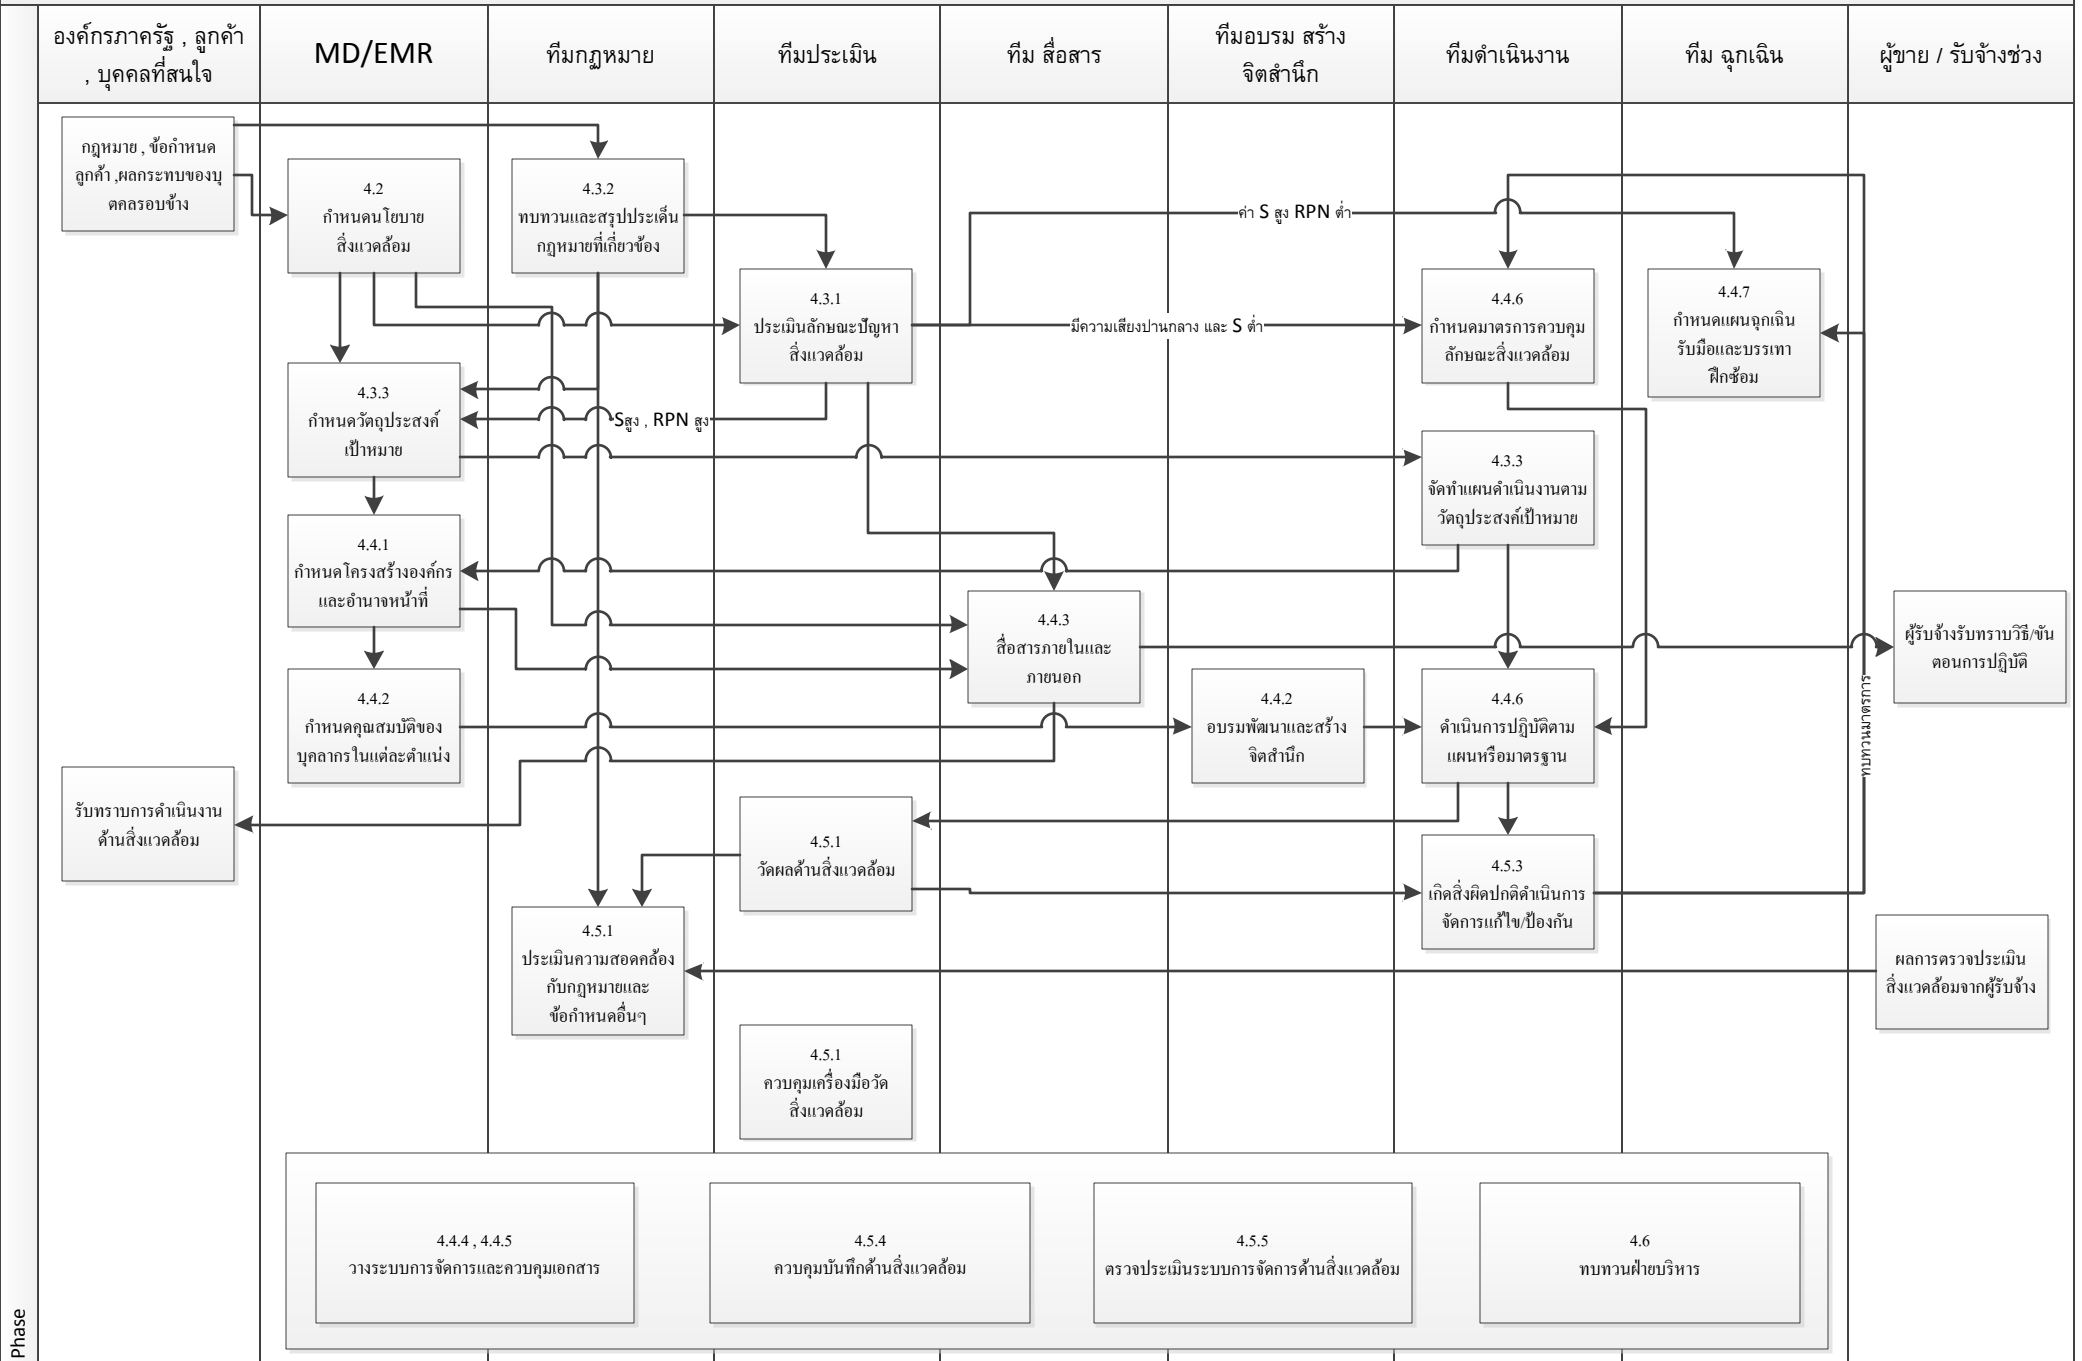 องค์กรภาครัฐ , ลูกค้า
, บุคคลที่สนใจ
MD/EMR
ทีมกฎหมาย
ทีมประเมิน
ทีม สื่อสาร
ทีมอบรม สร้าง
จิตสำนึก
ทีมดำเนินงาน
ทีม ฉุกเฉิน
ผู้ขาย / รับจ้างช่วง
กฎหมาย , ข้อกำหนด
ลูกค้า ,ผลกระทบของบุ
ตคลรอบข้าง
4.2
กำหนดนโยบาย
สิ่งแวดล้อม
4.3.2
ทบทวนและสรุปประเด็น
กฎหมายที่เกี่ยวข้อง
ค่า S สูง RPN ต่ำ
4.3.1
ประเมินลักษณะปัญหา
สิ่งแวดล้อม
มีความเสี่ยงปานกลาง และ S ต่ำ
4.4.6
กำหนดมาตรการควบคุม
ลักษณะสิ่งแวดล้อม
4.4.7
กำหนดแผนฉุกเฉิน
รับมือและบรรเทา
ฝึกซ้อม
4.3.3
กำหนดวัตถุประสงค์
เป้าหมาย
Sสูง , RPN สูง
4.3.3
จัดทำแผนดำเนินงานตาม
วัตถุประสงค์เป้าหมาย
4.4.1
กำหนดโครงสร้างองค์กร
และอำนาจหน้าที่
4.4.3
สื่อสารภายในและ
ภายนอก
ผู้รับจ้างรับทราบวิธี/ขัน
ตอนการปฏิบัติ
4.4.2
กำหนดคุณสมบัติของ
บุคลากรในแต่ละตำแน่ง
4.4.2
อบรมพัฒนาและสร้าง
จิตสำนึก
4.4.6
ดำเนินการปฏิบัติตาม
แผนหรือมาตรฐาน
ทบทวนมาตรการ
รับทราบการดำเนินงาน
ด้านสิ่งแวดล้อม
4.5.1
วัดผลด้านสิ่งแวดล้อม
4.5.3
เกิดสิ่งผิดปกติดำเนินการ
จัดการแก้ไข/ป้องกัน
4.5.1
ประเมินความสอดคล้อง
กับกฎหมายและ
ข้อกำหนดอื่นๆ
ผลการตรวจประเมิน
สิ่งแวดล้อมจากผู้รับจ้าง
4.5.1
ควบคุมเครื่องมือวัด
สิ่งแวดล้อม
4.4.4 , 4.4.5
วางระบบการจัดการและควบคุมเอกสาร
4.5.4
ควบคุมบันทึกด้านสิ่งแวดล้อม
4.5.5
ตรวจประเมินระบบการจัดการด้านสิ่งแวดล้อม
4.6
ทบทวนฝ่ายบริหาร
Phase